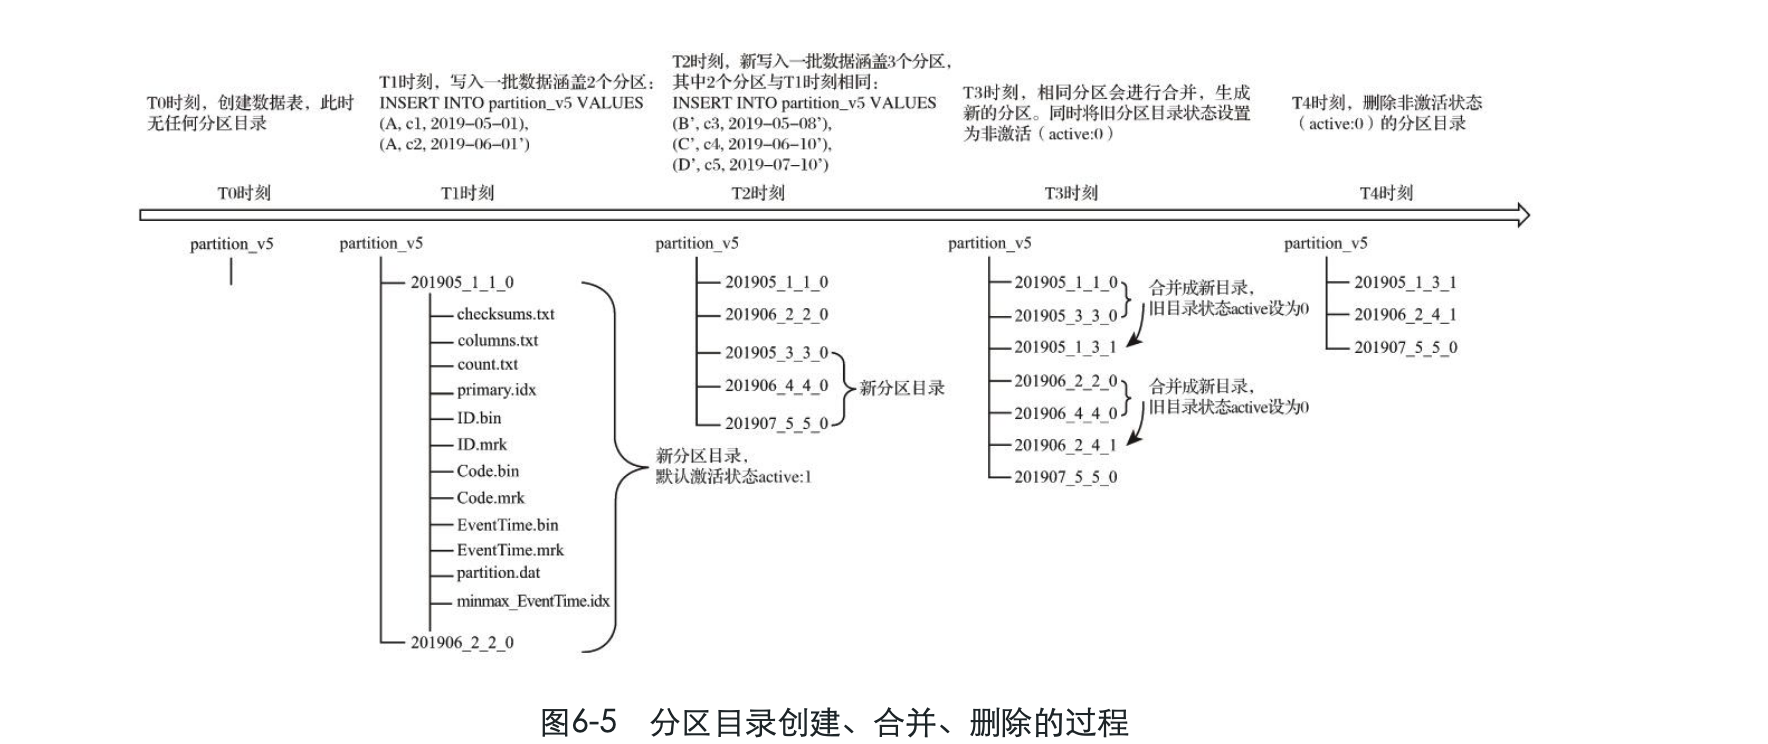 T0时刻，创建数据表，此时
无任何分区目录
T1时刻，写入一批数据涵盖2个分区：
INSERT INTO partition_v5 VALUES
(A, c1, 2019–05–01),
(A, c2, 2019–06–01’)
T2时刻，新写入一批数据涵盖3个分区，
其中2个分区与T1时刻相同：
INSERT INTO partition_v5 VALUES
(B’, c3, 2019–05–08’),
(C’, c4, 2019–06–10’),
(D’, c5, 2019–07–10’)
T3时刻，相同分区会进行合并，生成
新的分区。同时将旧分区目录状态设置
为非激活（active:0）
T4时刻，删除非激活状态
（active:0）的分区目录
T0时刻
T1时刻
T2时刻
T3时刻
T4时刻
partition_v5
partition_v5
201905_1_1_0
checksums.txt
columns.txt
count.txt
primary.idx
ID.bin
ID.mrk
Code.bin
Code.mrk
EventTime.bin
EventTime.mrk
partition.dat
minmax_EventTime.idx
201906_2_2_0
新分区目录，
默认激活状态active:1
partition_v5
201905_1_1_0
201906_2_2_0
201905_3_3_0
201906_4_4_0
201907_5_5_0
新分区目录
partition_v5
201905_1_1_0
201905_3_3_0
201905_1_3_1
201906_2_2_0
201906_4_4_0
201906_2_4_1
201907_5_5_0
合并成新目录，
旧目录状态active设为0
合并成新目录，
旧目录状态active设为0
partition_v5
201905_1_3_1
201906_2_4_1
201907_5_5_0
图6-5 分区目录创建、合并、删除的过程